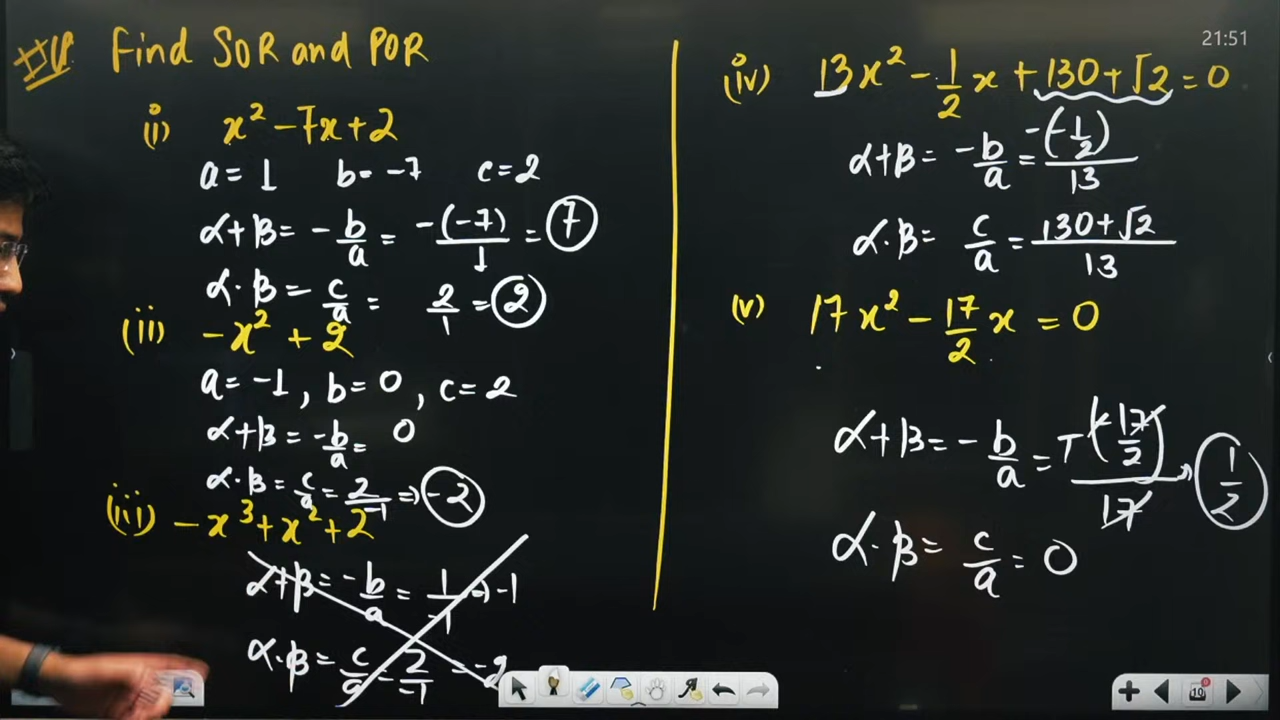 #Q Find SOR and POR
(i) x² - 7x + 2
a = 1 b = -7 c = 2
α + β = -b/a = -(-7)/1 = 7
α · β = c/a = 2/1 = 2
(ii) -x² + 2
a = -1, b = 0, c = 2
α + β = -b/a = 0
α · β = c/a = 2/-1 ⇒ -2
(iii) -x³ + x² + 2
α + β = -b/a = 1/-1 ⇒ -1
α · β = c/a = 2/-1 = -2
21:51
(iv) 13x² - 1/2 x + 130 + √2 = 0
α + β = -b/a = -(-1/2)/13
α · β = c/a = 130 + √2/13
(v) 17x² - 17/2 x = 0
α + β = -b/a = -(-17/2)/17 ⇒ 1/2
α · β = c/a = 0
10